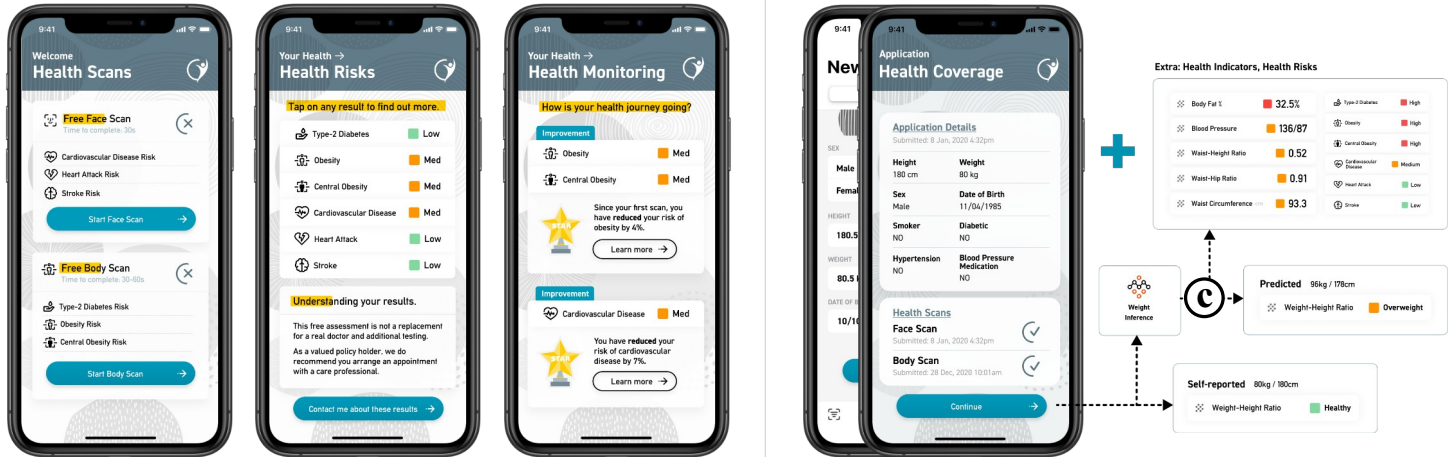 9:41
Welcome
Health Scans
Free Face Scan
Time to complete: 30s
Cardiovascular Disease Risk
Heart Attack Risk
Stroke Risk
Start Face Scan →
Free Body Scan
Time to complete: 30-60s
Type-2 Diabetes Risk
Obesity Risk
Central Obesity Risk
Start Body Scan →
9:41
Your Health →
Health Risks
Tap on any result to find out more.
Type-2 Diabetes Low
Obesity Med
Central Obesity Med
Cardiovascular Disease Med
Heart Attack Low
Stroke Low
Understanding your results.
This free assessment is not a replacement
for a real doctor and additional testing.
As a valued policy holder. we do
recommend you arrange an appointment
with a care professional.
Contact me about these results →
9:41
Your Health →
Health Monitoring
How is your health journey going?
Improvement
Obesity Med
Central Obesity Med
STAR
Since your first scan, you
have reduced your risk of
obesity by 4%.
Learn more →
Improvement
Cardiovascular Disease Med
STAR
You have reduced your
risk of cardiovascular
disease by 7%.
Learn more →
9:41
New
SEX
Male
HEIGHT
180.5
WEIGHT
80.5
10/10
9:41
Application
Health Coverage
Application Details
Submitted: 8 Jan, 2020 4:32pm
Height Weight
180 cm 80 kg
Sex Date of Birth
Male 11/04/1985
Smoker Diabetic
NO NO
Hypertension Blood Pressure
Medication
NO NO
Health Scans
Face Scan
Submitted: 8 Jan, 2020 4:32pm
Body Scan
Submitted: 28 Dec, 2020 10:01am
Continue →
Extra: Health Indicators, Health Risks
Body Fat % 32.5%
Blood Pressure 136/87
Waist-Height Ratio 0.52
Waist-Hip Ratio 0.91
Waist Circumference cm 93.3
Type-2 Diabetes High
Obesity High
Central Obesity High
Cardiovascular
Disease Medium
Heart Attack Low
Stroke Low
Weight
Inference
c
Predicted 96kg / 178cm
Weight-Height Ratio Overweight
Self-reported 80kg / 180cm
Weight-Height Ratio Healthy